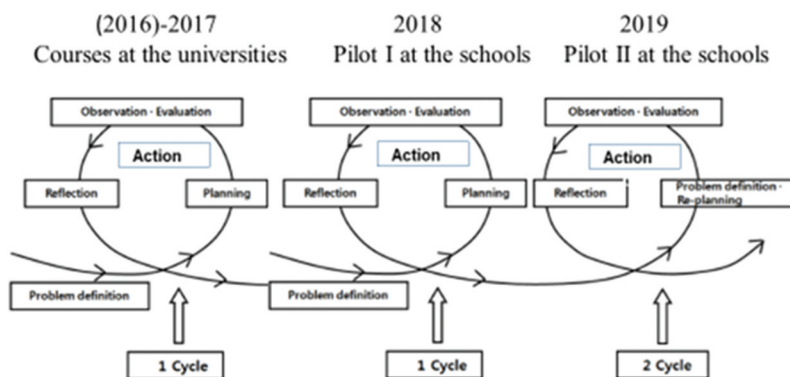 (2016)-2017
Courses at the universities
2018
Pilot I at the schools
2019
Pilot II at the schools
Observation · Evaluation
Action
Reflection
Planning
Problem definition
1 Cycle
Observation · Evaluation
Action
Reflection
Planning
Problem definition
1 Cycle
Observation · Evaluation
Action
Reflection
Problem definition ·
Re-planning
2 Cycle